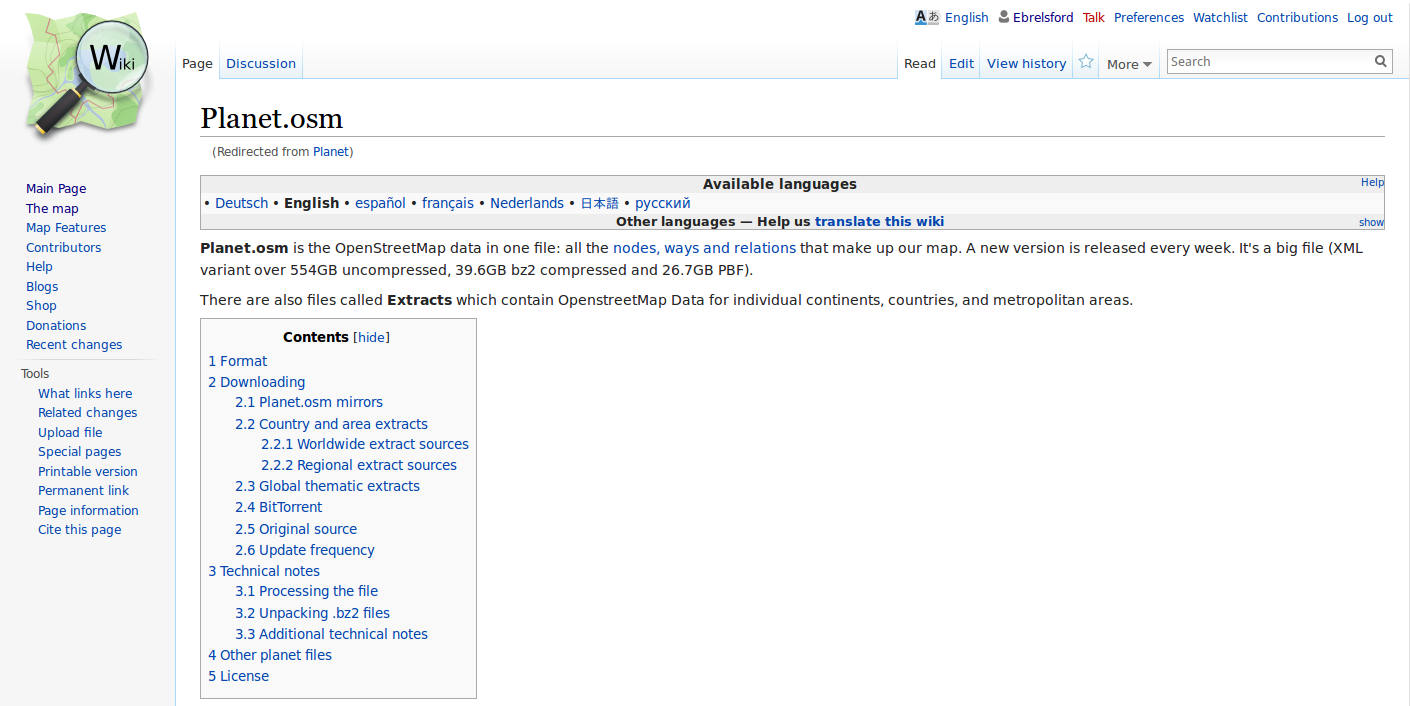 Wiki
English Ebrelsford Talk Preferences Watchlist Contributions Log out
Page Discussion Read Edit View history More Search
Planet.osm
(Redirected from Planet)
Main Page
The map
Map Features
Contributors
Help
Blogs
Shop
Donations
Recent changes
Tools
What links here
Related changes
Upload file
Special pages
Printable version
Permanent link
Page information
Cite this page
Available languages Help
• Deutsch • English • español • français • Nederlands • 日本語 • русский
Other languages — Help us translate this wiki show
Planet.osm is the OpenStreetMap data in one file: all the nodes, ways and relations that make up our map. A new version is released every week. It's a big file (XML
variant over 554GB uncompressed, 39.6GB bz2 compressed and 26.7GB PBF).
There are also files called Extracts which contain OpenstreetMap Data for individual continents, countries, and metropolitan areas.
Contents [hide]
1 Format
2 Downloading
2.1 Planet.osm mirrors
2.2 Country and area extracts
2.2.1 Worldwide extract sources
2.2.2 Regional extract sources
2.3 Global thematic extracts
2.4 BitTorrent
2.5 Original source
2.6 Update frequency
3 Technical notes
3.1 Processing the file
3.2 Unpacking .bz2 files
3.3 Additional technical notes
4 Other planet files
5 License